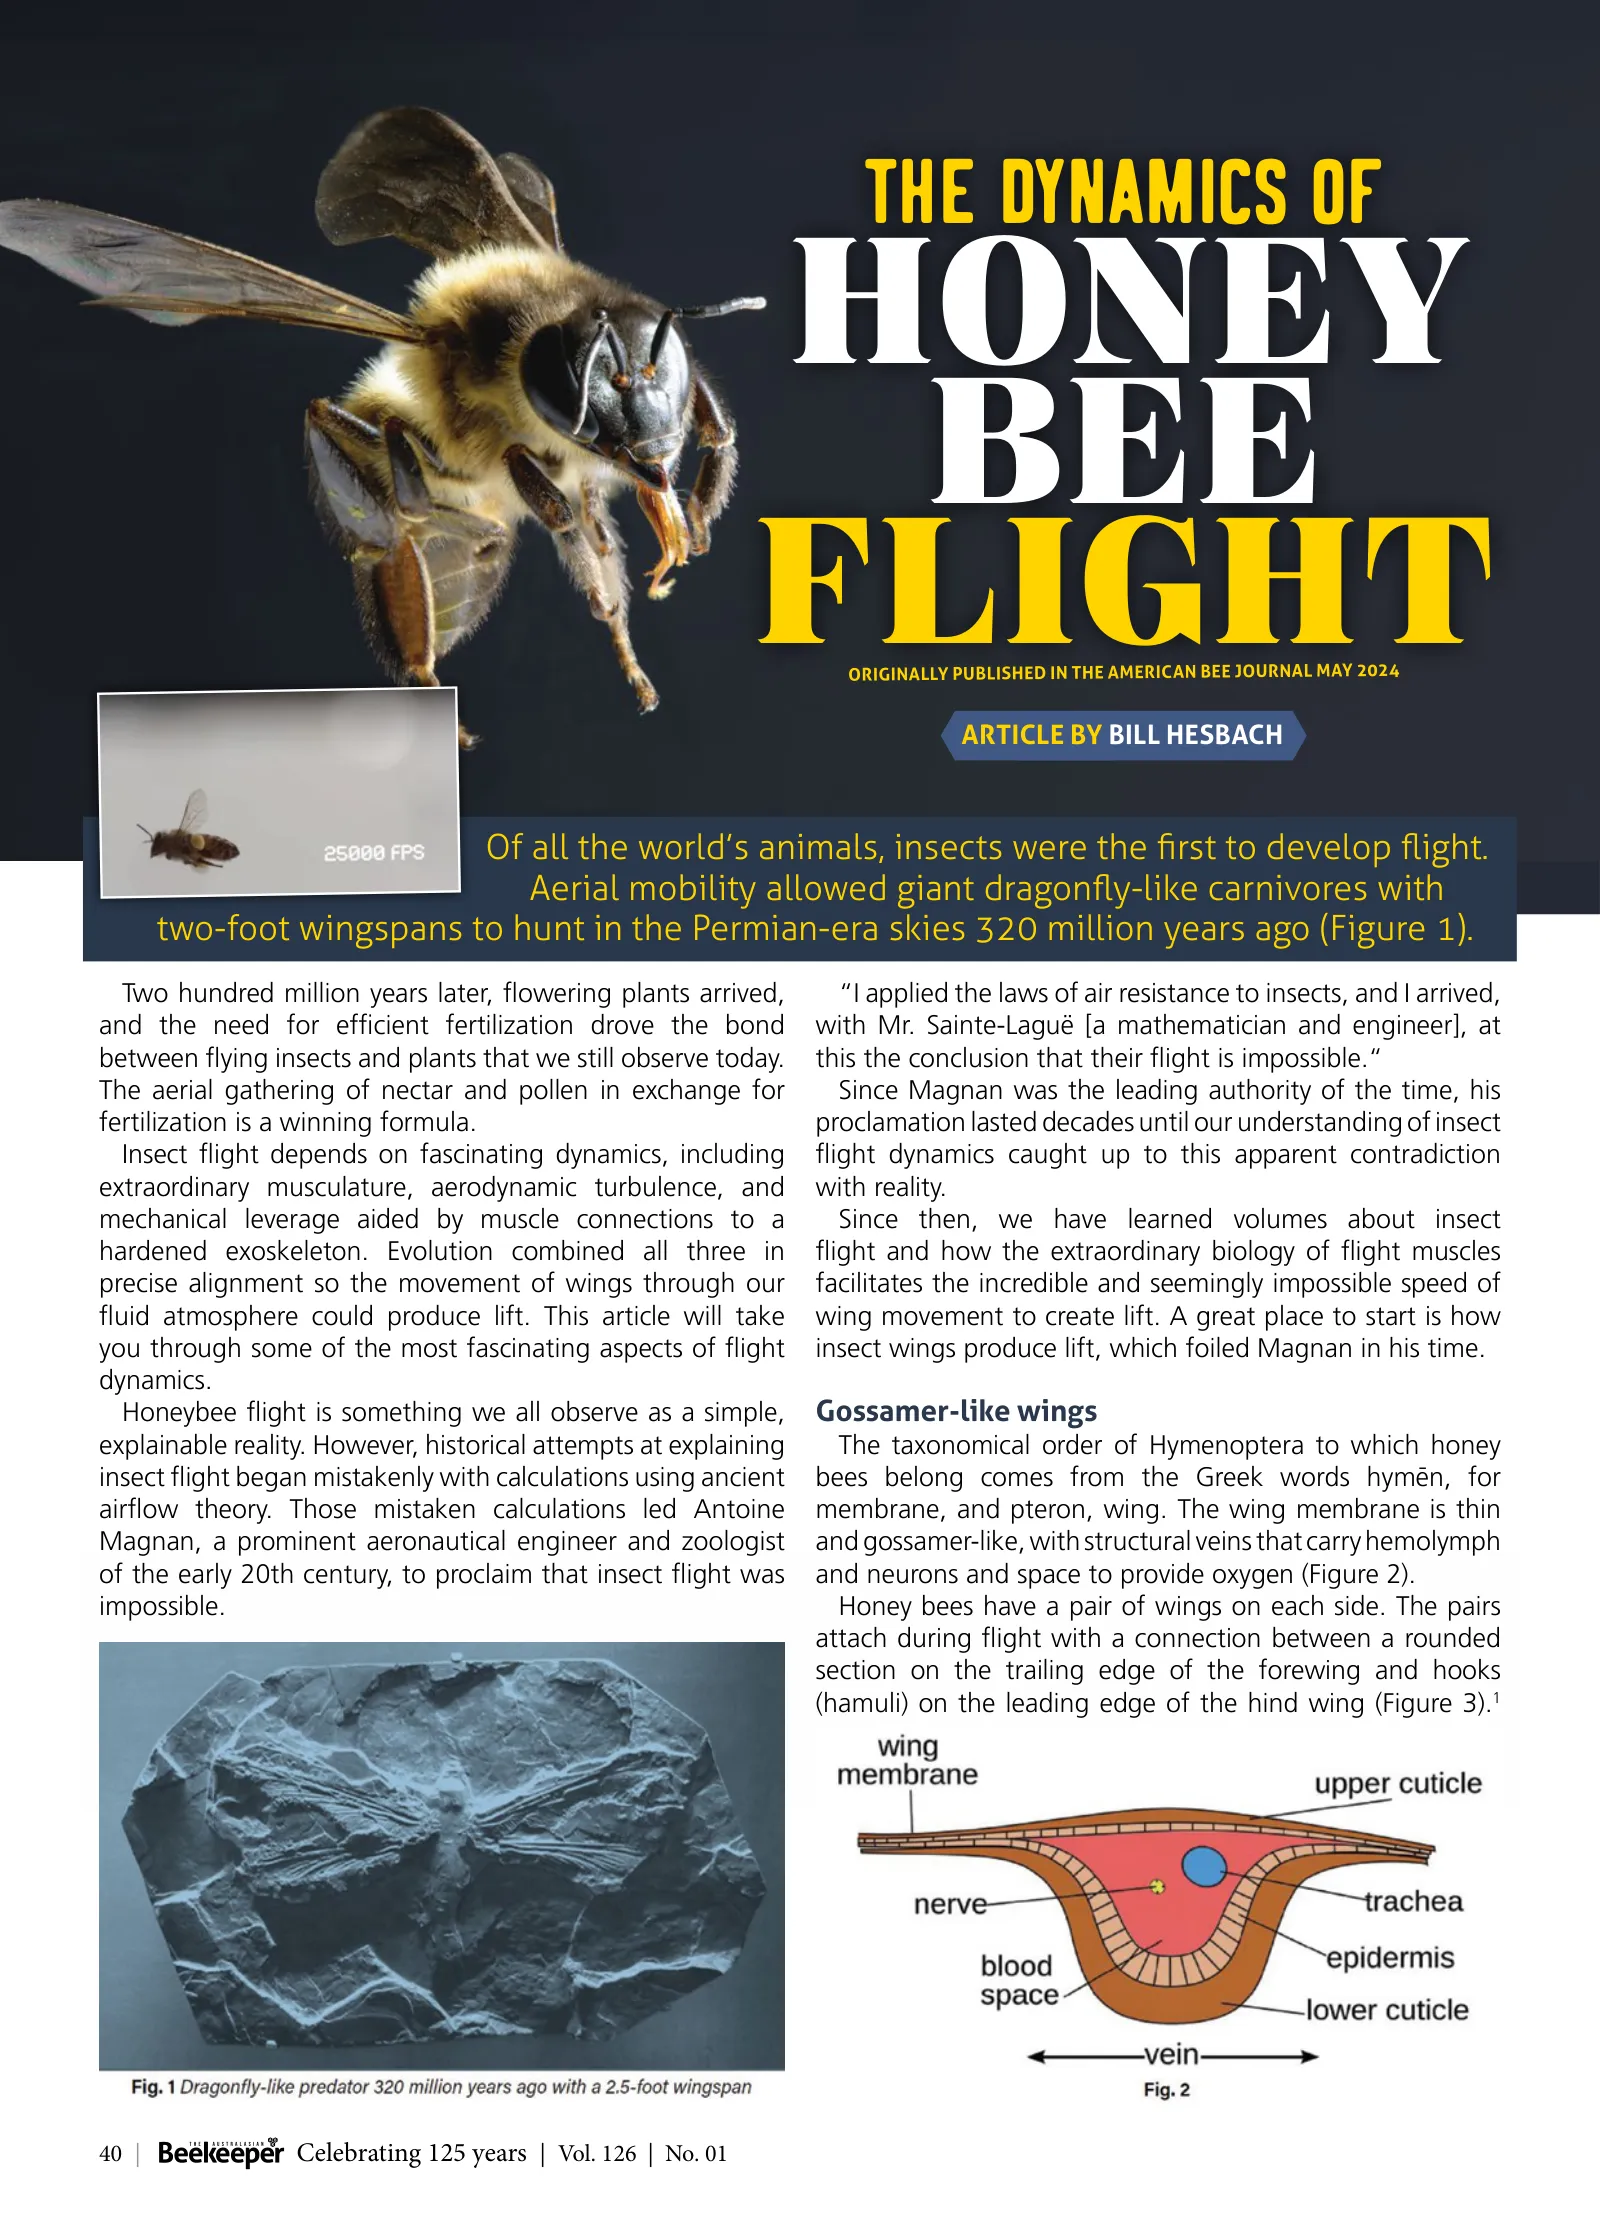 THE DYNAMICS OF
HONEY
BEE
FLIGHT
ORIGINALLY PUBLISHED IN THE AMERICAN BEE JOURNAL MAY 2024
ARTICLE BY BILL HESBACH
25000 FPS
Of all the world’s animals, insects were the first to develop flight.
Aerial mobility allowed giant dragonfly-like carnivores with
two-foot wingspans to hunt in the Permian-era skies 320 million years ago (Figure 1).
Two hundred million years later, flowering plants arrived,
and the need for efficient fertilization drove the bond
between flying insects and plants that we still observe today.
The aerial gathering of nectar and pollen in exchange for
fertilization is a winning formula.
Insect flight depends on fascinating dynamics, including
extraordinary musculature, aerodynamic turbulence, and
mechanical leverage aided by muscle connections to a
hardened exoskeleton. Evolution combined all three in
precise alignment so the movement of wings through our
fluid atmosphere could produce lift. This article will take
you through some of the most fascinating aspects of flight
dynamics.
Honeybee flight is something we all observe as a simple,
explainable reality. However, historical attempts at explaining
insect flight began mistakenly with calculations using ancient
airflow theory. Those mistaken calculations led Antoine
Magnan, a prominent aeronautical engineer and zoologist
of the early 20th century, to proclaim that insect flight was
impossible.
Fig. 1 Dragonfly-like predator 320 million years ago with a 2.5-foot wingspan
“I applied the laws of air resistance to insects, and I arrived,
with Mr. Sainte-Laguë [a mathematician and engineer], at
this the conclusion that their flight is impossible.“
Since Magnan was the leading authority of the time, his
proclamation lasted decades until our understanding of insect
flight dynamics caught up to this apparent contradiction
with reality.
Since then, we have learned volumes about insect
flight and how the extraordinary biology of flight muscles
facilitates the incredible and seemingly impossible speed of
wing movement to create lift. A great place to start is how
insect wings produce lift, which foiled Magnan in his time.
Gossamer-like wings
The taxonomical order of Hymenoptera to which honey
bees belong comes from the Greek words hymēn, for
membrane, and pteron, wing. The wing membrane is thin
and gossamer-like, with structural veins that carry hemolymph
and neurons and space to provide oxygen (Figure 2).
Honey bees have a pair of wings on each side. The pairs
attach during flight with a connection between a rounded
section on the trailing edge of the forewing and hooks
(hamuli) on the leading edge of the hind wing (Figure 3).¹
wing
membrane
upper cuticle
nerve
trachea
blood
space
epidermis
lower cuticle
vein
Fig. 2
40 | THE AUSTRALASIAN Beekeeper Celebrating 125 years | Vol. 126 | No. 01